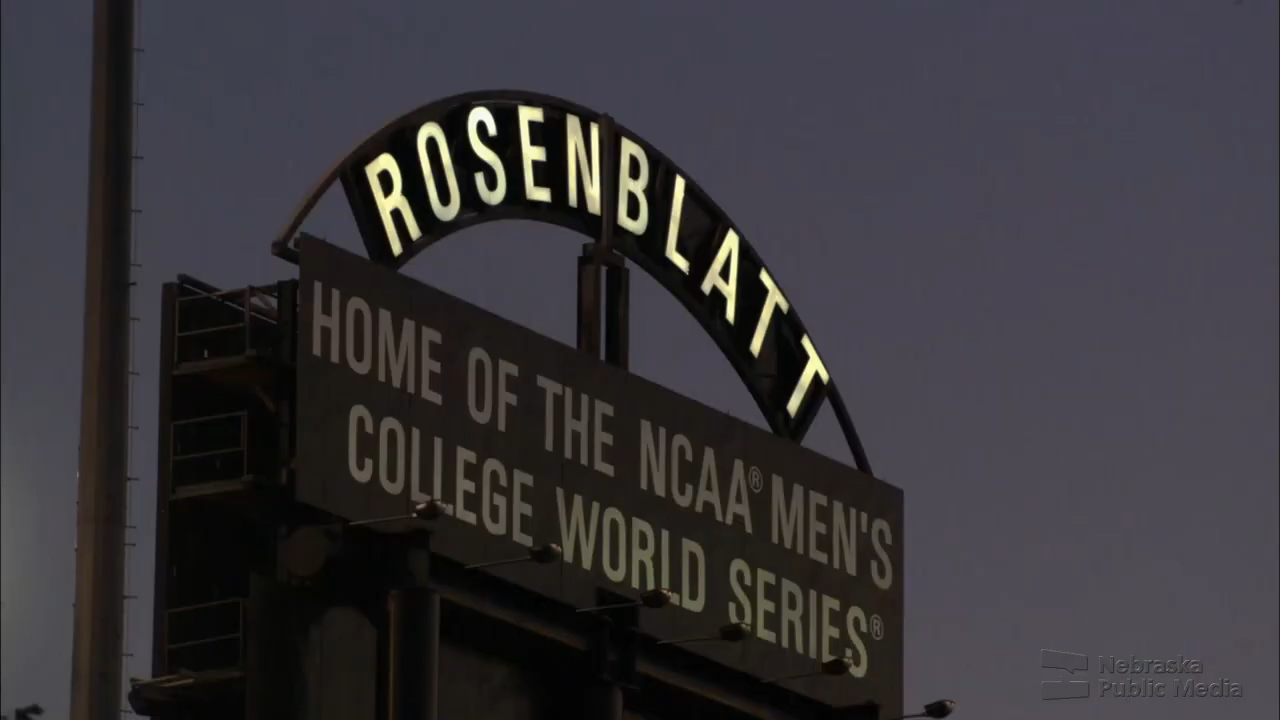 ROSENBLATT
HOME OF THE NCAA® MEN'S
COLLEGE WORLD SERIES®
Nebraska
Public Media